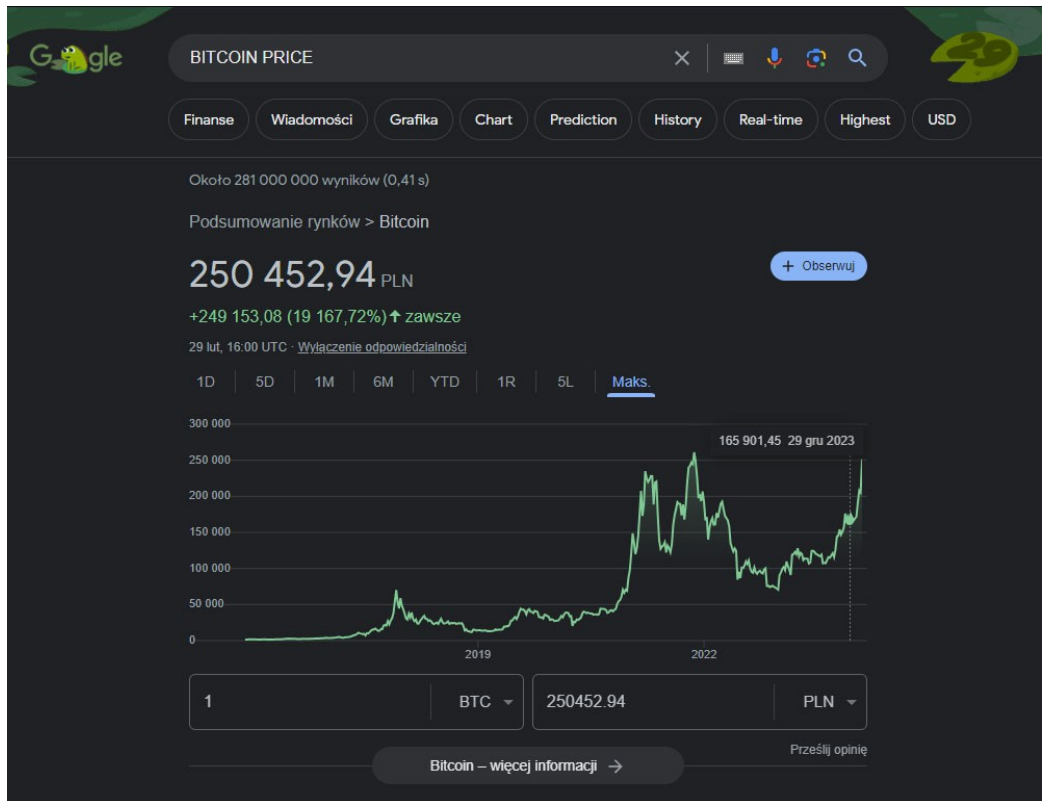 Google
BITCOIN PRICE
29
Finanse
Wiadomości
Grafika
Chart
Prediction
History
Real-time
Highest
USD
Około 281 000 000 wyników (0,41 s)
Podsumowanie rynków > Bitcoin
250 452,94 PLN
+ Obserwuj
+249 153,08 (19 167,72%) ↑ zawsze
29 lut, 16:00 UTC · Wyłączenie odpowiedzialności
1D
5D
1M
6M
YTD
1R
5L
Maks.
300 000
165 901,45 29 gru 2023
250 000
200 000
150 000
100 000
50 000
0
2019
2022
1
BTC
250452.94
PLN
Prześlij opinię
Bitcoin – więcej informacji →